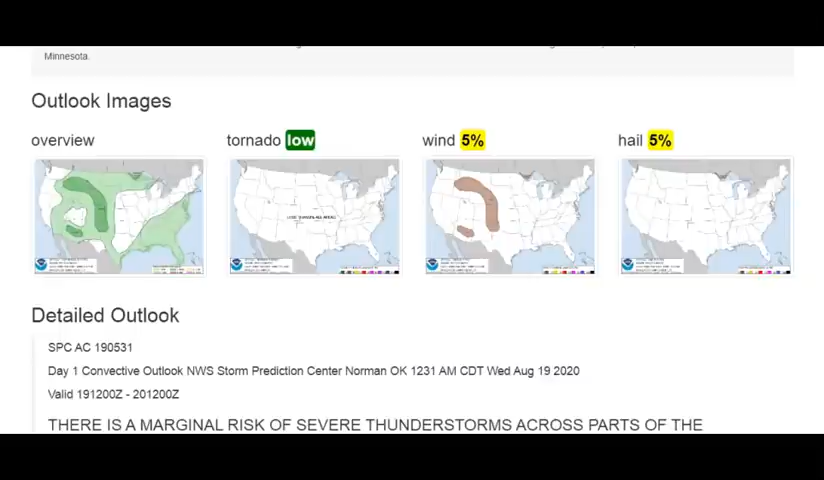 Minnesota.
Outlook Images
overview
tornado low
wind 5%
hail 5%
Detailed Outlook
SPC AC 190531
Day 1 Convective Outlook NWS Storm Prediction Center Norman OK 1231 AM CDT Wed Aug 19 2020
Valid 191200Z - 201200Z
THERE IS A MARGINAL RISK OF SEVERE THUNDERSTORMS ACROSS PARTS OF THE